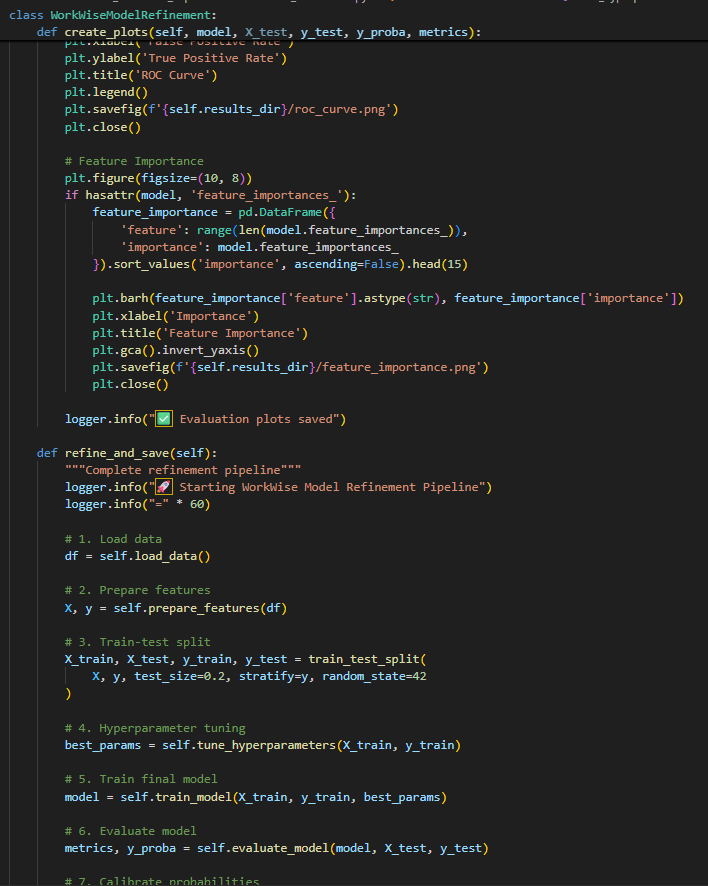 class WorkWiseModelRefinement:
    def create_plots(self, model, X_test, y_test, y_proba, metrics):
        plt.xlabel('False Positive Rate')
        plt.ylabel('True Positive Rate')
        plt.title('ROC Curve')
        plt.legend()
        plt.savefig(f'{self.results_dir}/roc_curve.png')
        plt.close()

        # Feature Importance
        plt.figure(figsize=(10, 8))
        if hasattr(model, 'feature_importances_'):
            feature_importance = pd.DataFrame({
                'feature': range(len(model.feature_importances_)),
                'importance': model.feature_importances_
            }).sort_values('importance', ascending=False).head(15)

            plt.barh(feature_importance['feature'].astype(str), feature_importance['importance'])
            plt.xlabel('Importance')
            plt.title('Feature Importance')
            plt.gca().invert_yaxis()
            plt.savefig(f'{self.results_dir}/feature_importance.png')
            plt.close()

        logger.info("✅ Evaluation plots saved")

    def refine_and_save(self):
        """Complete refinement pipeline"""
        logger.info("🚀 Starting WorkWise Model Refinement Pipeline")
        logger.info("=" * 60)

        # 1. Load data
        df = self.load_data()

        # 2. Prepare features
        X, y = self.prepare_features(df)

        # 3. Train-test split
        X_train, X_test, y_train, y_test = train_test_split(
            X, y, test_size=0.2, stratify=y, random_state=42
        )

        # 4. Hyperparameter tuning
        best_params = self.tune_hyperparameters(X_train, y_train)

        # 5. Train final model
        model = self.train_model(X_train, y_train, best_params)

        # 6. Evaluate model
        metrics, y_proba = self.evaluate_model(model, X_test, y_test)

        # 7. Calibrate probabilities